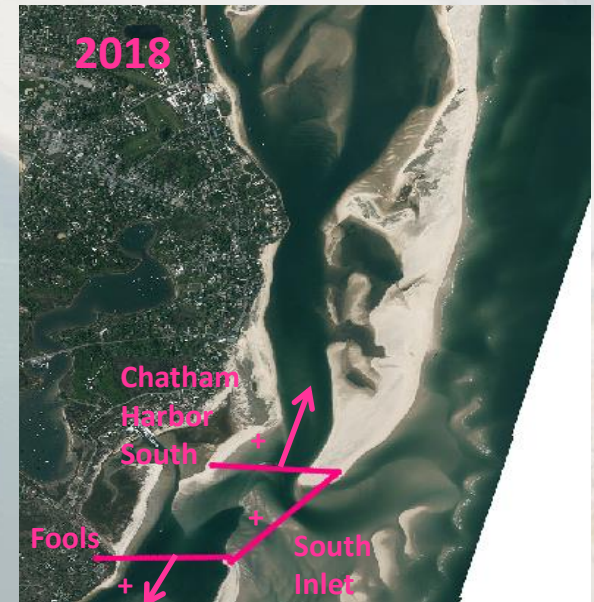 2018
Chatham
Harbor
South
+
+
Fools
South
Inlet
+